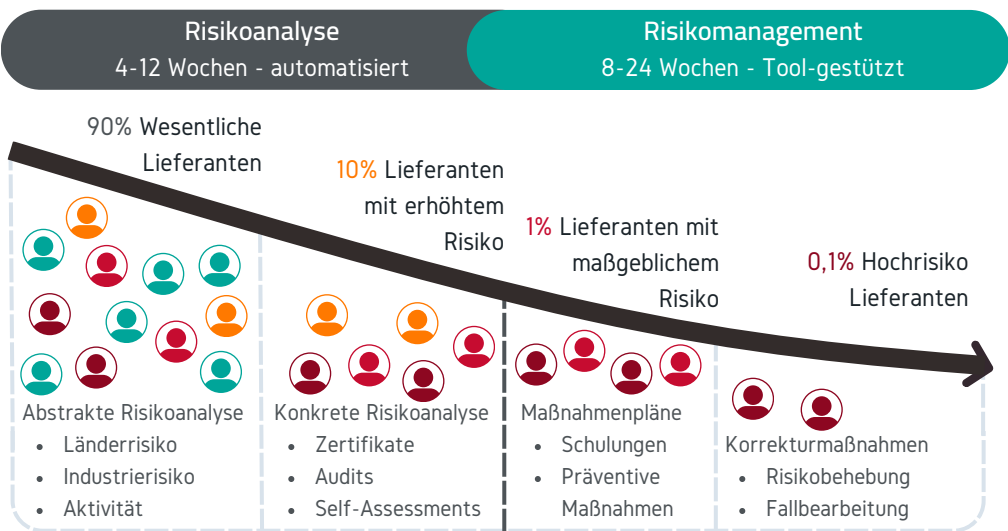 Risikoanalyse
4-12 Wochen - automatisiert
Risikomanagement
8-24 Wochen - Tool-gestützt
90% Wesentliche
Lieferanten
10% Lieferanten
mit erhöhtem
Risiko
1% Lieferanten mit
maßgeblichem
Risiko
0,1% Hochrisiko
Lieferanten
Abstrakte Risikoanalyse
• Länderrisiko
• Industrierisiko
• Aktivität
Konkrete Risikoanalyse
• Zertifikate
• Audits
• Self-Assessments
Maßnahmenpläne
• Schulungen
• Präventive
Maßnahmen
Korrekturmaßnahmen
• Risikobehebung
• Fallbearbeitung